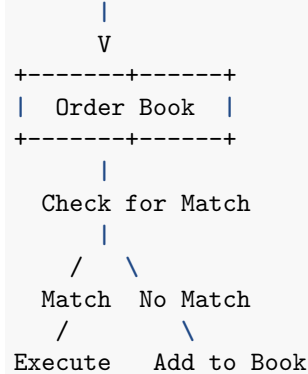 |
V
+-------+------+
|  Order Book  |
+-------+------+
|
Check for Match
|
/  \
Match  No Match
/       \
Execute   Add to Book